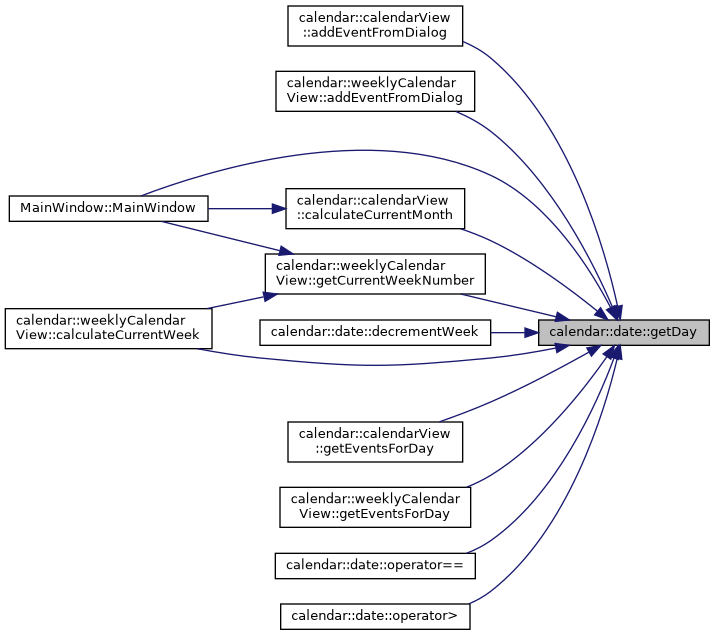 calendar::calendarView
::addEventFromDialog
calendar::weeklyCalendar
View::addEventFromDialog
MainWindow::MainWindow
calendar::calendarView
::calculateCurrentMonth
calendar::weeklyCalendar
View::getCurrentWeekNumber
calendar::weeklyCalendar
View::calculateCurrentWeek
calendar::date::decrementWeek
calendar::date::getDay
calendar::calendarView
::getEventsForDay
calendar::weeklyCalendar
View::getEventsForDay
calendar::date::operator==
calendar::date::operator>